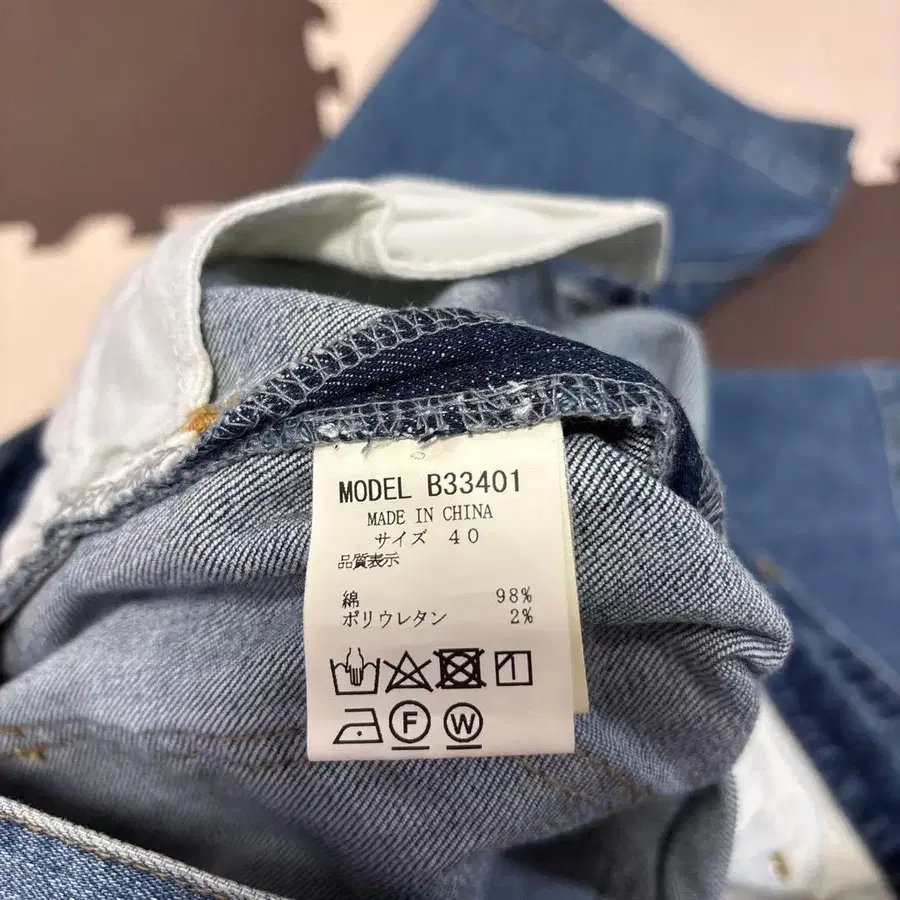 MODEL B33401
MADE IN CHINA
サイズ 40
品質表示
綿 98%
ポリウレタン 2%
F W